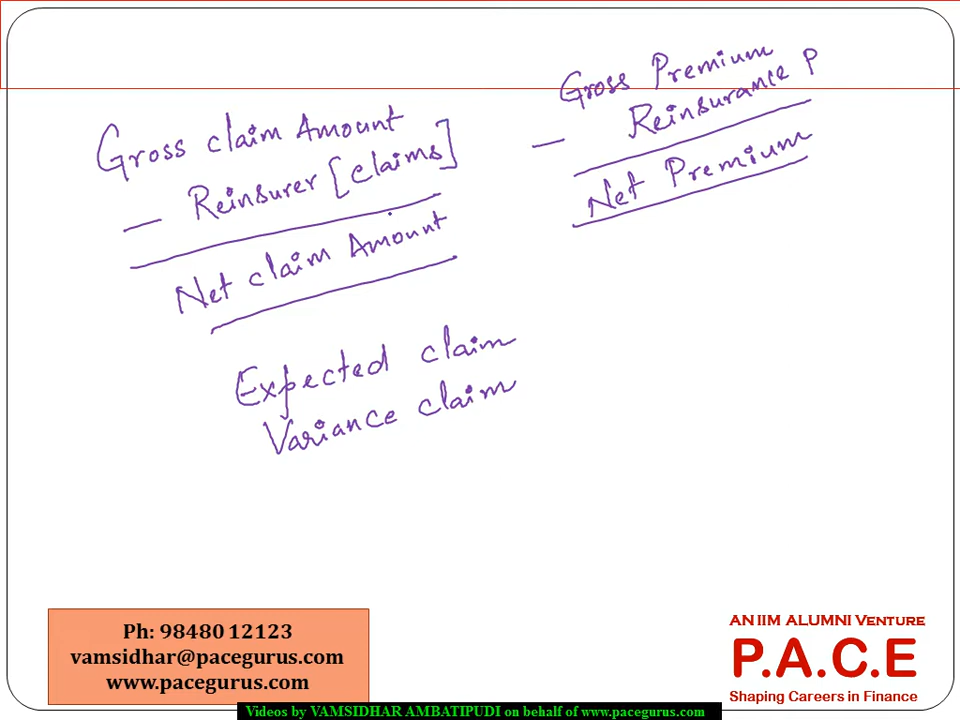 Gross claim Amount
— Reinsurer [claims]
Net claim Amount
Gross Premium
— Reinsurance P
Net Premium
Expected claim
Variance claim
Ph: 98480 12123
vamsidhar@pacegurus.com
www.pacegurus.com
AN IIM ALUMNI VENTURE
P.A.C.E
Shaping Careers in Finance
Videos by VAMSIDHAR AMBATIPUDI on behalf of www.pacegurus.com